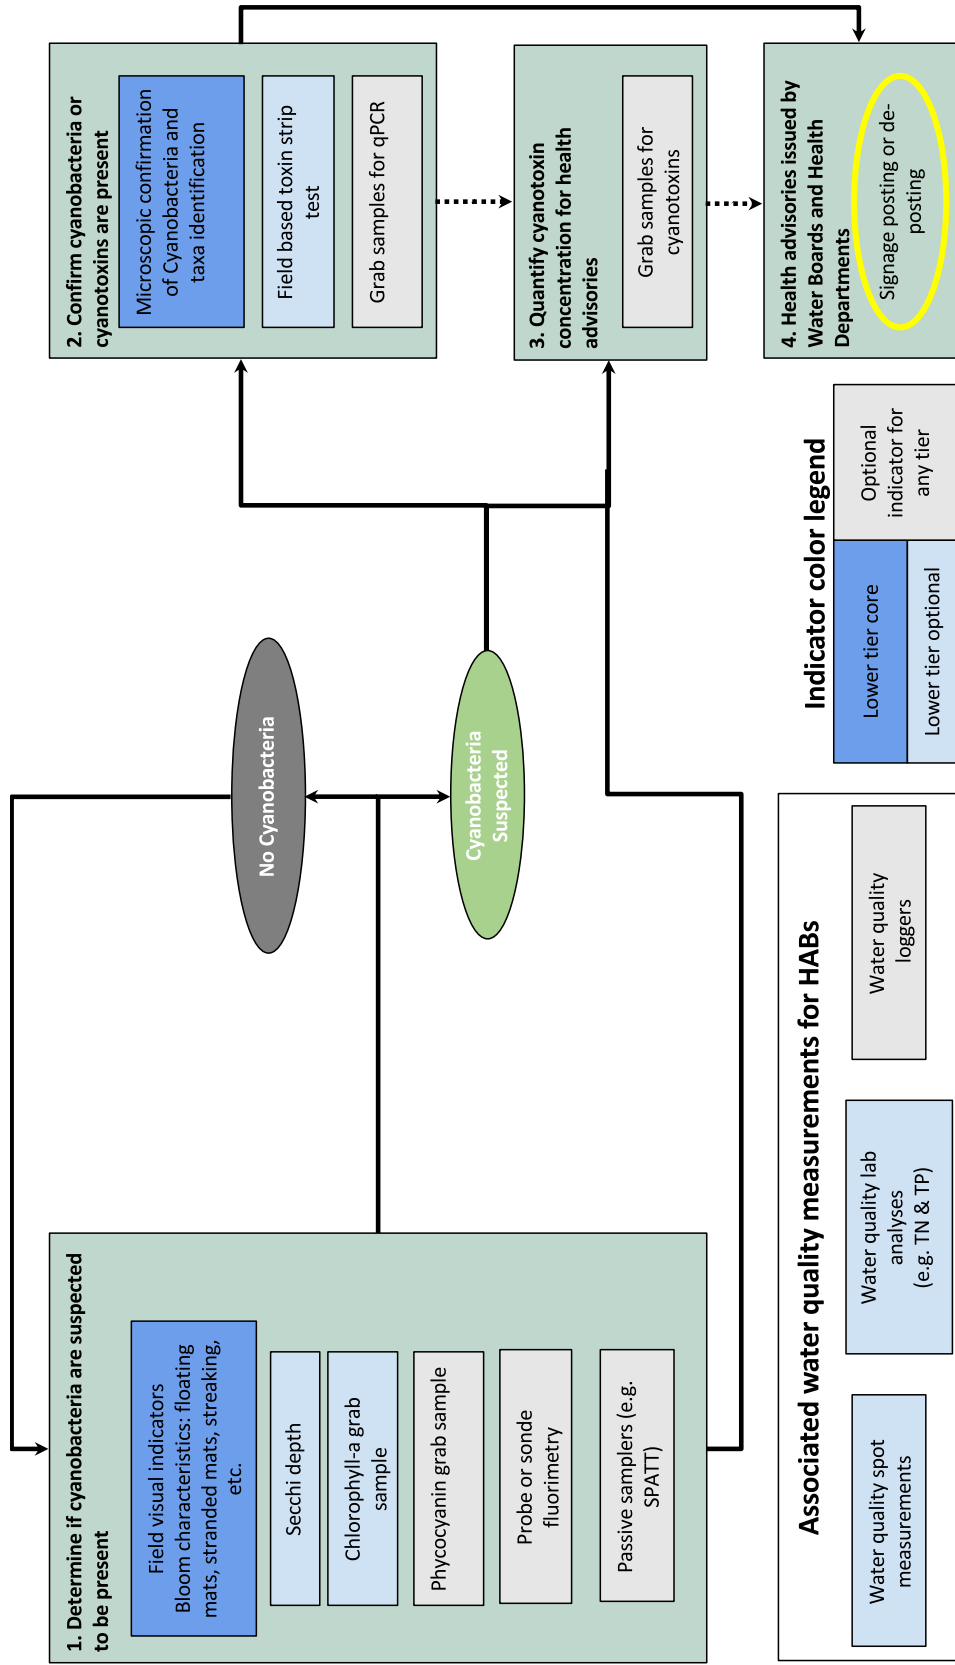 1. Determine if cyanobacteria are suspected
to be present
Field visual indicators
Bloom characteristics: floating
mats, stranded mats, streaking,
etc.
Secchi depth
Chlorophyll-a grab
sample
Phycocyanin grab sample
Probe or sonde
fluorimetry
Passive samplers (e.g.
SPATT)
No Cyanobacteria
Cyanobacteria
Suspected
2. Confirm cyanobacteria or
cyanotoxins are present
Microscopic confirmation
of Cyanobacteria and
taxa identification
Field based toxin strip
test
Grab samples for qPCR
3. Quantify cyanotoxin
concentration for health
advisories
Grab samples for
cyanotoxins
4. Health advisories issued by
Water Boards and Health
Departments
Signage posting or de-
posting
Associated water quality measurements for HABs
Water quality spot
measurements
Water quality lab
analyses
(e.g. TN & TP)
Water quality
loggers
Indicator color legend
Lower tier core
Lower tier optional
Optional
indicator for
any tier